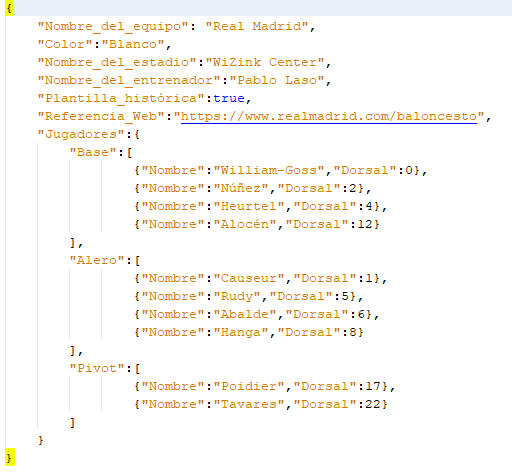 {
"Nombre_del_equipo": "Real Madrid",
"Color":"Blanco",
"Nombre_del_estadio":"WiZink Center",
"Nombre_del_entrenador":"Pablo Laso",
"Plantilla_histórica":true,
"Referencia_Web":"https://www.realmadrid.com/baloncesto",
"Jugadores":{
"Base":[
{"Nombre":"William-Goss","Dorsal":0},
{"Nombre":"Núñez","Dorsal":2},
{"Nombre":"Heurtel","Dorsal":4},
{"Nombre":"Alocén","Dorsal":12}
],
"Alero":[
{"Nombre":"Causeur","Dorsal":1},
{"Nombre":"Rudy","Dorsal":5},
{"Nombre":"Abalde","Dorsal":6},
{"Nombre":"Hanga","Dorsal":8}
],
"Pivot":[
{"Nombre":"Poidier","Dorsal":17},
{"Nombre":"Tavares","Dorsal":22}
]
}
}